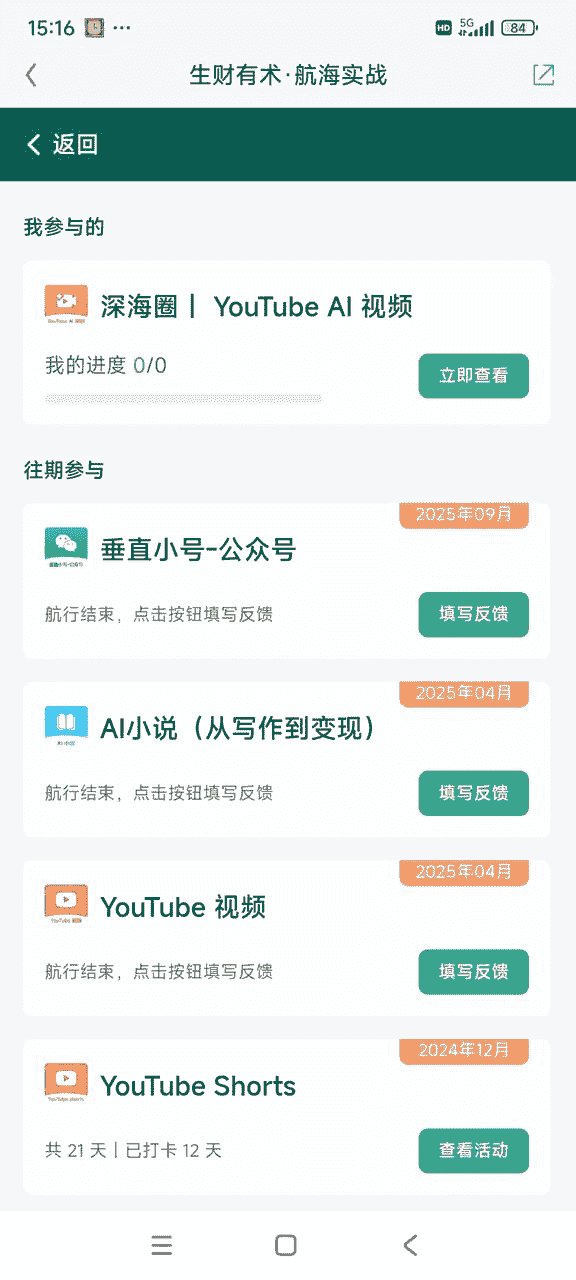 15:16 ··· HD 5G 84
生财有术·航海实战
返回
我参与的
深海圈｜ YouTube AI 视频
我的进度 0/0
立即查看
往期参与
2025年09月
垂直小号-公众号
航行结束，点击按钮填写反馈
填写反馈
2025年04月
AI小说（从写作到变现）
航行结束，点击按钮填写反馈
填写反馈
2025年04月
YouTube 视频
航行结束，点击按钮填写反馈
填写反馈
2024年12月
YouTube Shorts
共 21 天｜已打卡 12 天
查看活动